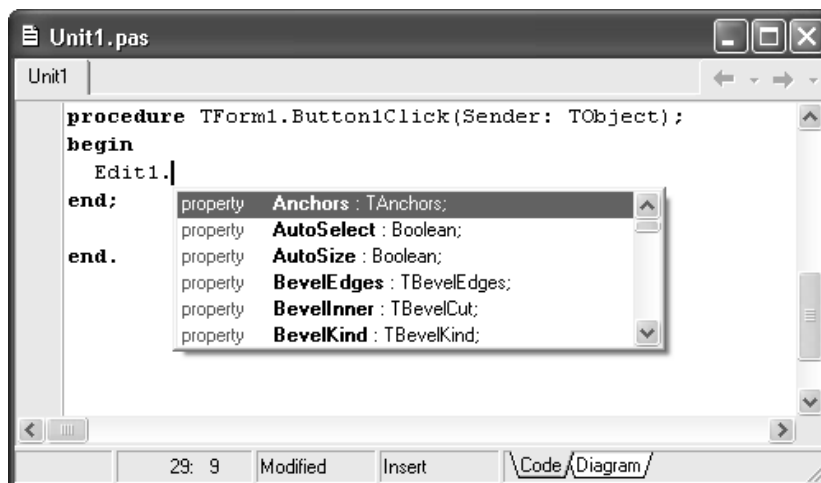 Unit1.pas
Unit1
procedure TForm1.Button1Click(Sender: TObject);
begin
Edit1.
end;
property Anchors : TAnchors;
property AutoSelect : Boolean;
end.
property AutoSize : Boolean;
property BevelEdges : TBevelEdges;
property BevelInner : TBevelCut;
property BevelKind : TBevelKind;
29: 9 Modified Insert Code Diagram